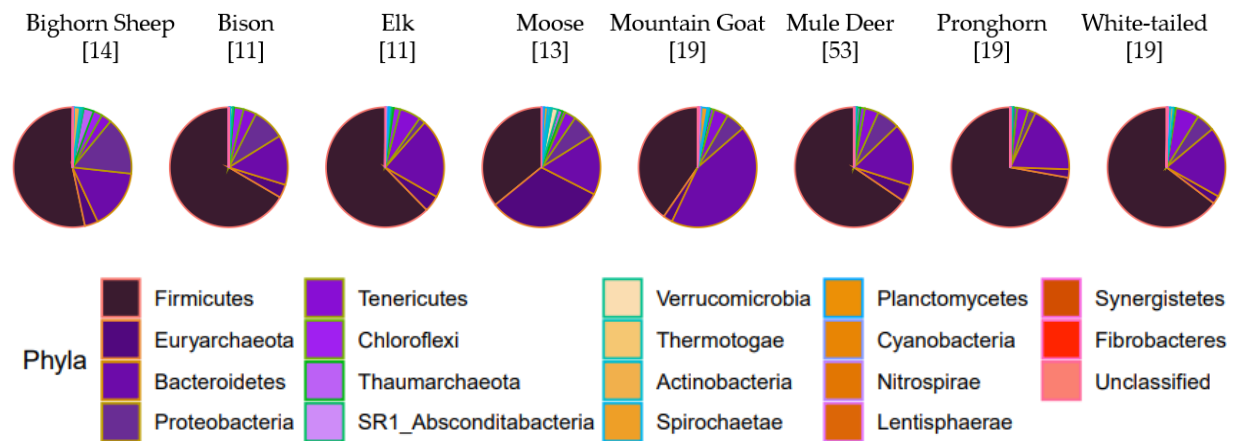 Bighorn Sheep Bison Elk Moose Mountain Goat Mule Deer Pronghorn White-tailed
[14] [11] [11] [13] [19] [53] [19] [19]
Firmicutes Tenericutes Verrucomicrobia Planctomycetes Synergistetes
Euryarchaeota Chloroflexi Thermotogae Cyanobacteria Fibrobacteres
Phyla
Bacteroidetes Thaumarchaeota Actinobacteria Nitrospirae Unclassified
Proteobacteria SR1_Absconditabacteria Spirochaetae Lentisphaerae